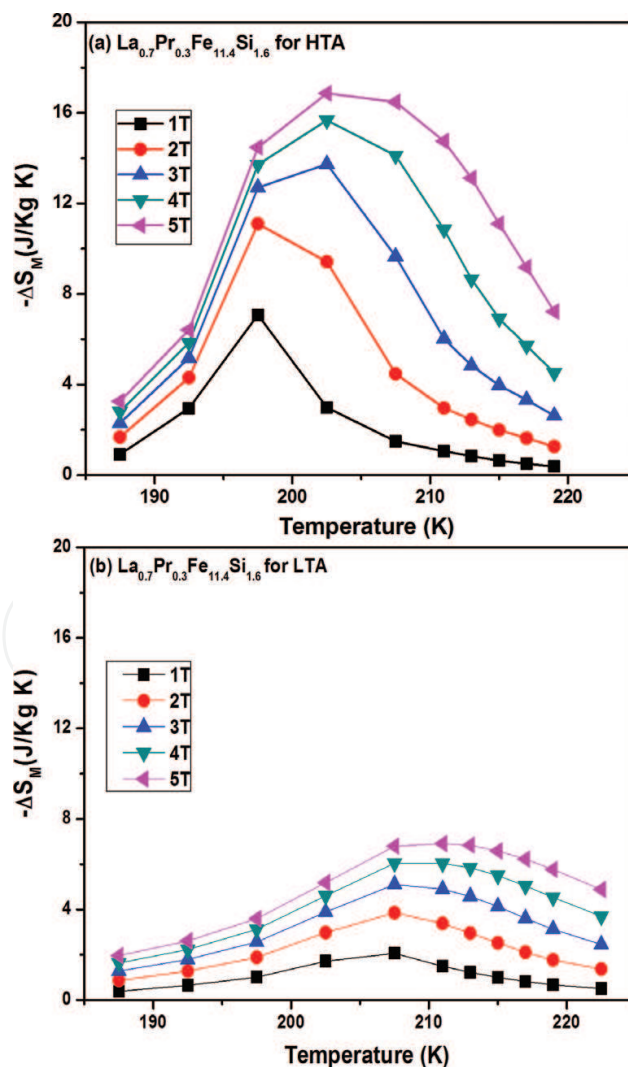 (a) La0.7Pr0.3Fe11.4Si1.6 for HTA
1T
2T
3T
4T
5T
-ΔSM(J/Kg K)
20
16
12
8
4
0
190
200
210
220
Temperature (K)
(b) La0.7Pr0.3Fe11.4Si1.6 for LTA
1T
2T
3T
4T
5T
-ΔSM(J/Kg K)
20
16
12
8
4
0
190
200
210
220
Temperature (K)